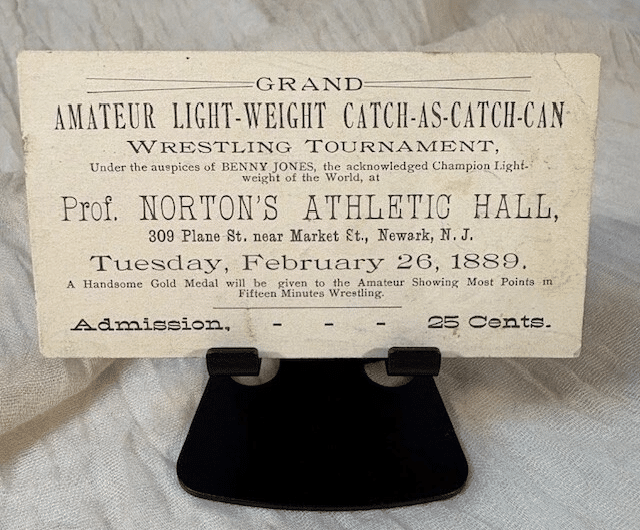 GRAND
AMATEUR LIGHT-WEIGHT CATCH-AS-CATCH-CAN
WRESTLING TOURNAMENT,
Under the auspices of BENNY JONES, the acknowledged Champion Light-
weight of the World, at
Prof. NORTON'S ATHLETIC HALL,
309 Plane St. near Market St., Newark, N. J.
Tuesday, February 26, 1889.
A Handsome Gold Medal will be given to the Amateur Showing Most Points in
Fifteen Minutes Wrestling.
Admission, - - - 25 Cents.